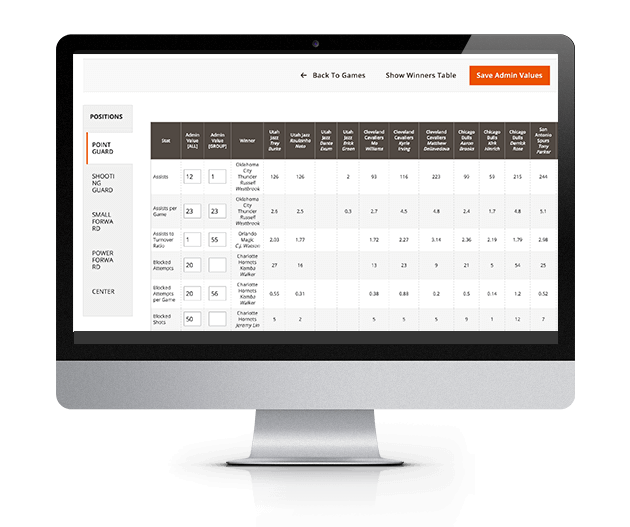 ← Back To Games Show Winners Table Save Admin Values
POSITIONS
POINT
GUARD
SHOOTI
NG
GUARD
SMALL
FORWA
RD
POWER
FORWA
RD
CENTER
Stat
Admin
Value
[ALL]
Admin
Value
[GROUP]
Winner
Utah
Jazz
Trey
Burke
Utah Jazz
Raulzinho
Neto
Utah
Jazz
Dante
Exum
Utah
Jazz
Erick
Green
Cleveland
Cavaliers
Mo
Williams
Cleveland
Cavaliers
Kyrie
Irving
Cleveland
Cavaliers
Matthew
Dellavedova
Chicago
Bulls
Aaron
Brooks
Chicago
Bulls
Kirk
Hinrich
Chicago
Bulls
Derrick
Rose
San
Antonio
Spurs
Tony
Parker
Assists
12
1
Oklahoma
City
Thunder
Russell
Westbrook
126 126 2 93 116 223 93 59 215 244
Assists per
Game
23
23
Oklahoma
City
Thunder
Russell
Westbrook
2.6 2.5 0.3 2.7 4.5 4.8 2.4 1.7 4.8 5.1
Assists to
Turnover
Ratio
1
55
Orlando
Magic
C.J. Watson
2.03 1.77 1.72 2.27 3.14 2.36 2.19 1.79 2.98
Blocked
Attempts
20
Charlotte
Hornets
Kemba
Walker
27 16 13 23 9 21 5 54 25
Blocked
Attempts
per Game
20
56
Charlotte
Hornets
Kemba
Walker
0.55 0.31 0.38 0.88 0.2 0.5 0.14 1.2 0.52
Blocked
Shots
50
Charlotte
Hornets
Jeremy Lin
5 2 5 5 5 9 1 12 7